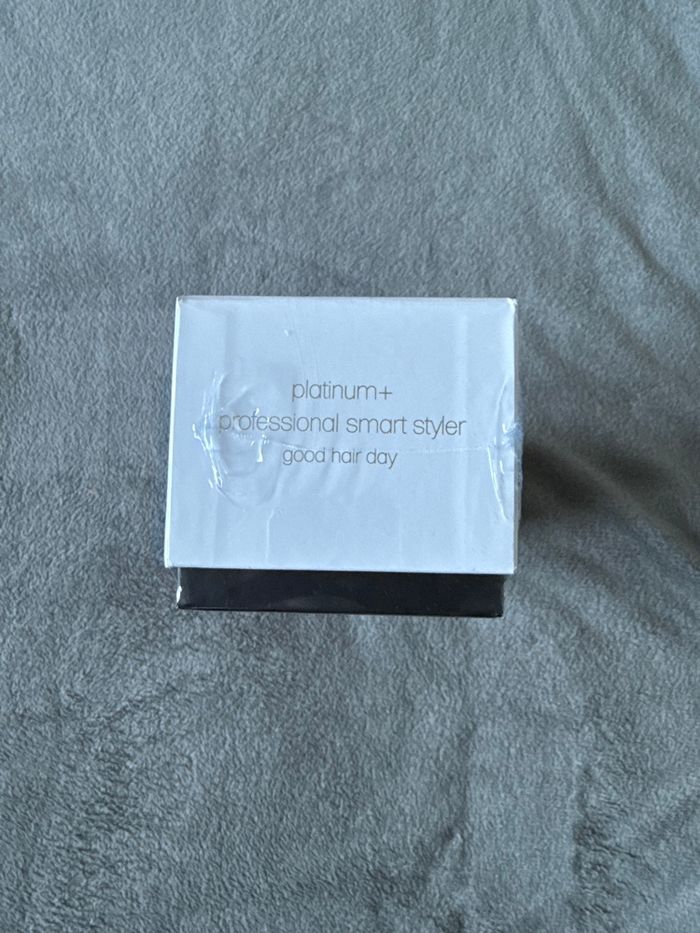 platinum+
professional smart styler
good hair day